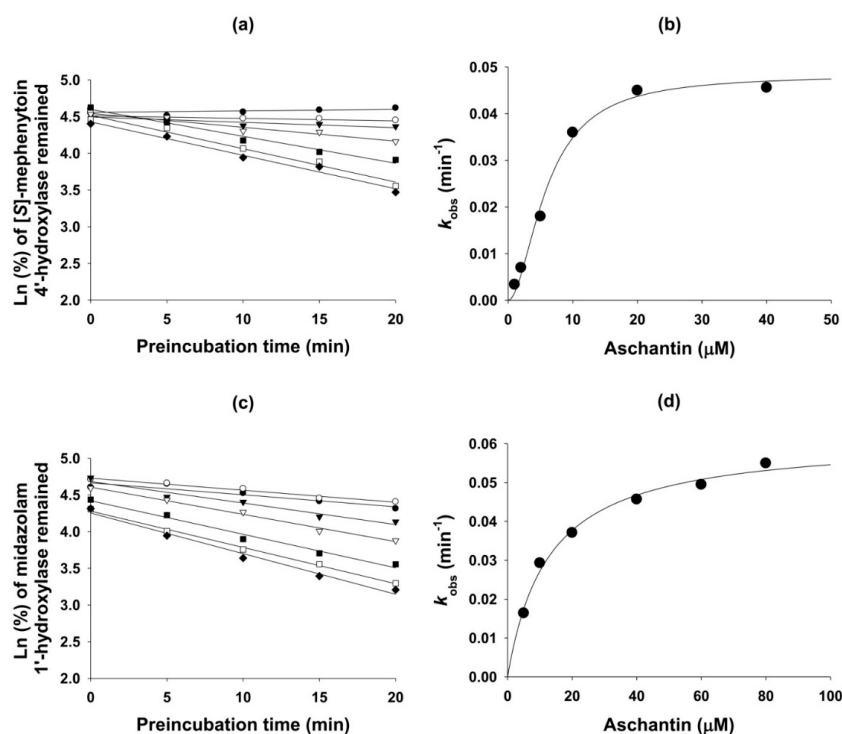 (a)
Ln (%) of [S]-mephenytoin
4'-hydroxylase remained
5.0
4.5
4.0
3.5
3.0
2.5
2.0
0 5 10 15 20
Preincubation time (min)
(b)
kobs (min-1)
0.05
0.04
0.03
0.02
0.01
0.00
0 10 20 30 40 50
Aschantin (μM)
(c)
Ln (%) of midazolam
1'-hydroxylase remained
5.0
4.5
4.0
3.5
3.0
2.5
2.0
0 5 10 15 20
Preincubation time (min)
(d)
kobs (min-1)
0.06
0.05
0.04
0.03
0.02
0.01
0.00
0 20 40 60 80 100
Aschantin (μM)